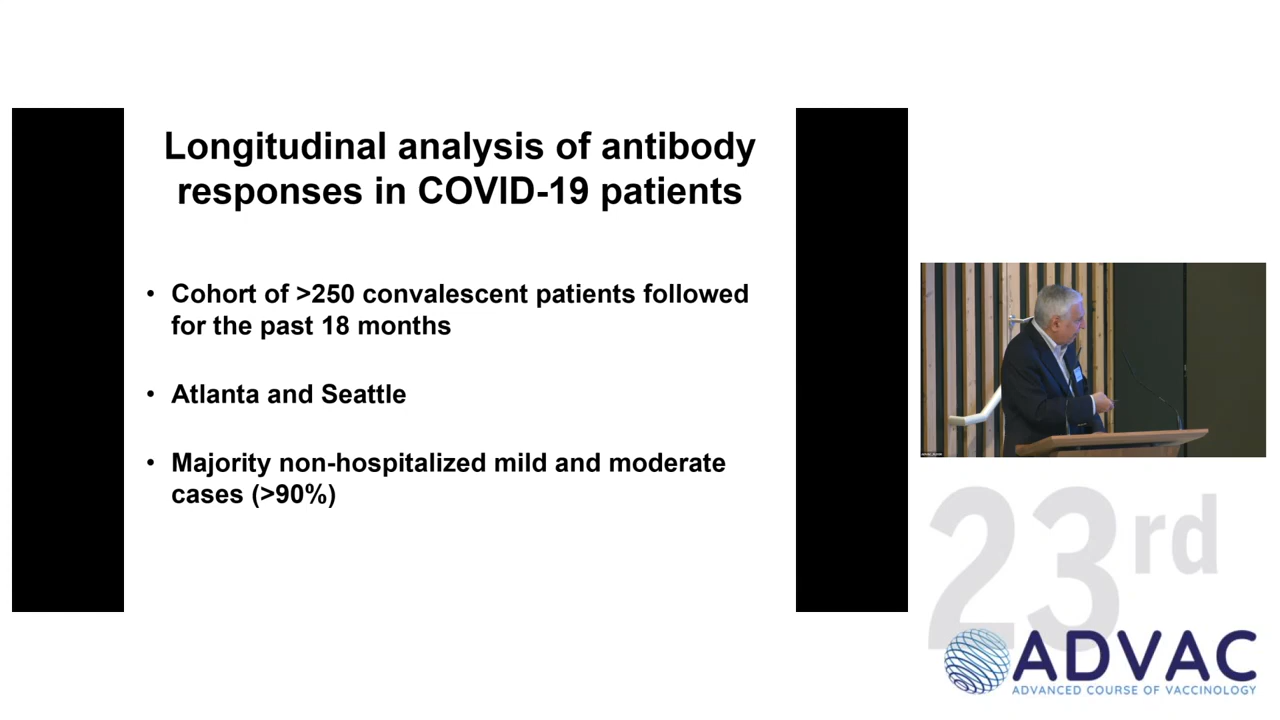 Longitudinal analysis of antibody
responses in COVID-19 patients
• Cohort of >250 convalescent patients followed
for the past 18 months
• Atlanta and Seattle
• Majority non-hospitalized mild and moderate
cases (>90%)
23rd
ADVAC
ADVANCED COURSE OF VACCINOLOGY